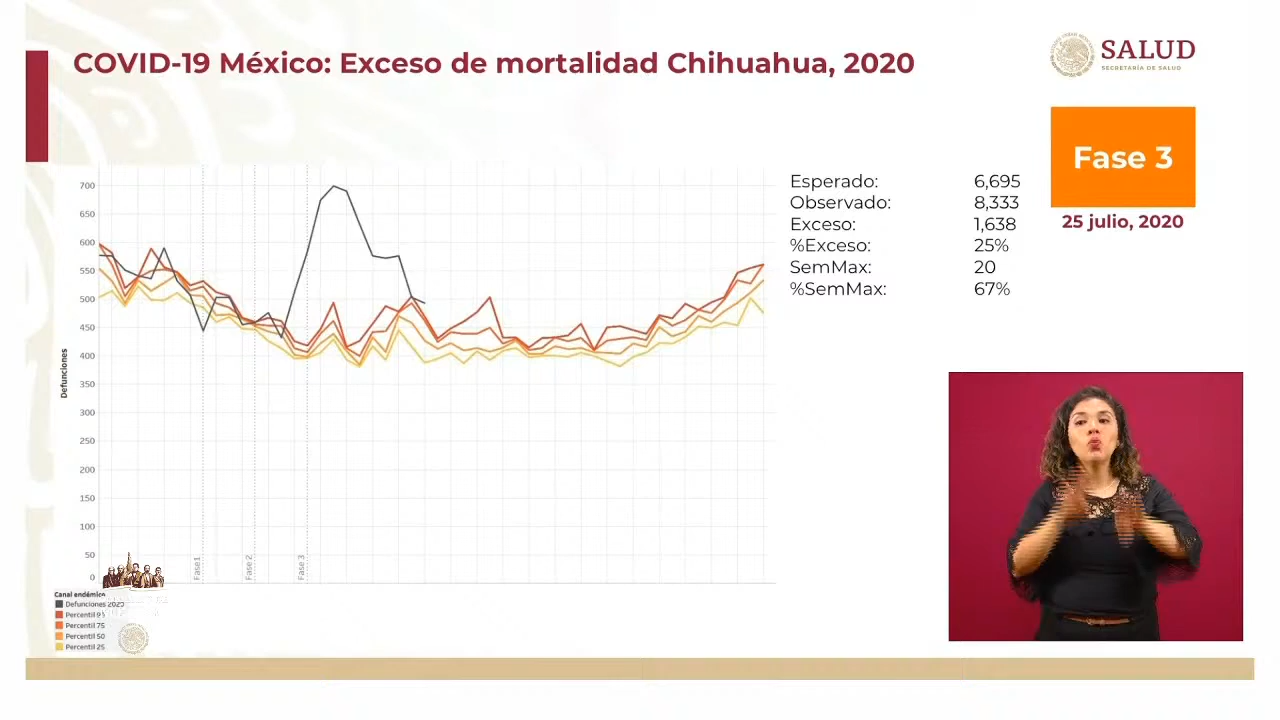 COVID-19 México: Exceso de mortalidad Chihuahua, 2020
SALUD
SECRETARÍA DE SALUD
Fase 3
25 julio, 2020
Esperado: 6,695
Observado: 8,333
Exceso: 1,638
%Exceso: 25%
SemMax: 20
%SemMax: 67%
Defunciones
700
650
600
550
500
450
400
350
300
250
200
150
100
50
0
Fase 1
Fase 2
Fase 3
Canal endémico
Defunciones 2020
Percentil
Percentil 75
Percentil 50
Percentil 25